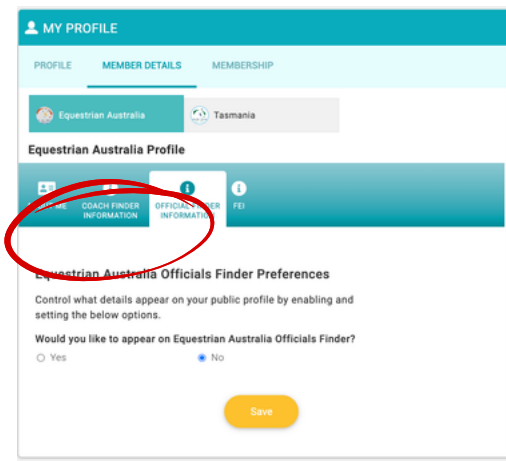 MY PROFILE
PROFILE MEMBER DETAILS MEMBERSHIP
Equestrian Australia Tasmania
Equestrian Australia Profile
ME COACH FINDER OFFICIAL FINDER FEI
INFORMATION INFORMATION
Equestrian Australia Officials Finder Preferences
Control what details appear on your public profile by enabling and
setting the below options.
Would you like to appear on Equestrian Australia Officials Finder?
Yes No
Save